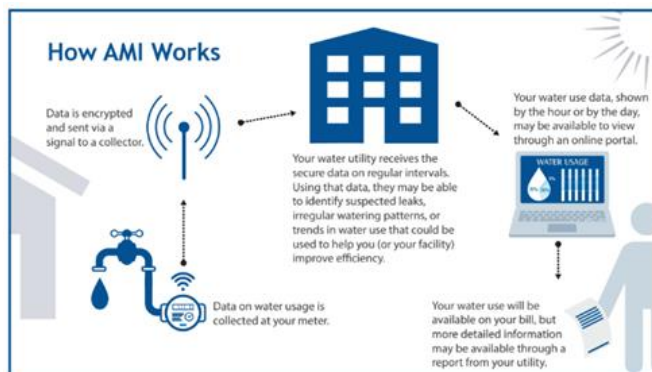 How AMI Works
Data is encrypted
and sent via a
signal to a collector.
Data on water usage is
collected at your meter.
Your water utility receives the
secure data on regular intervals.
Using that data, they may be able
to identify suspected leaks,
irregular watering patterns, or
trends in water use that could be
used to help you (or your facility)
improve efficiency.
Your water use data, shown
by the hour or by the day,
may be available to view
through an online portal.
WATER USAGE
Your water use will be
available on your bill, but
more detailed information
may be available through a
report from your utility.